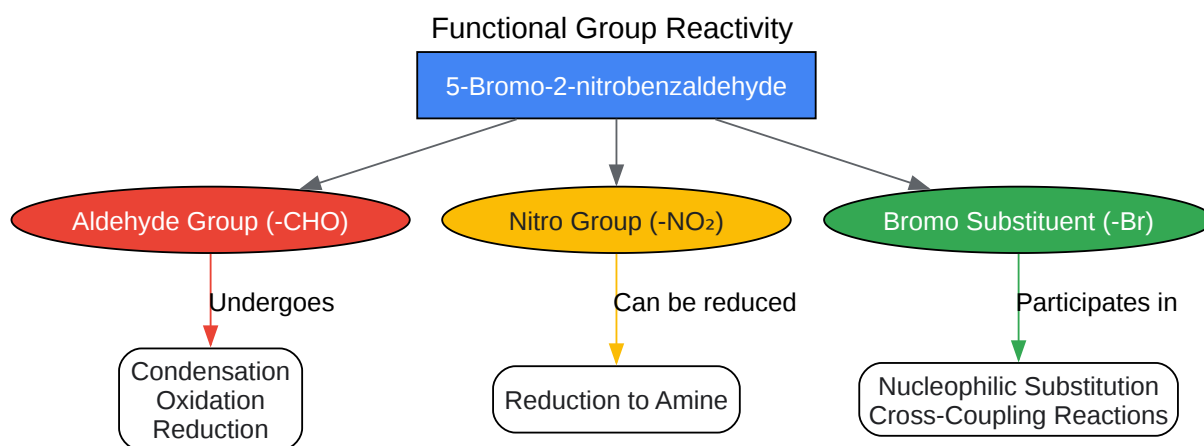 Functional Group Reactivity
5-Bromo-2-nitrobenzaldehyde
Aldehyde Group (-CHO)
Nitro Group (-NO₂)
Bromo Substituent (-Br)
Undergoes
Can be reduced
Participates in
Condensation
Oxidation
Reduction
Reduction to Amine
Nucleophilic Substitution
Cross-Coupling Reactions